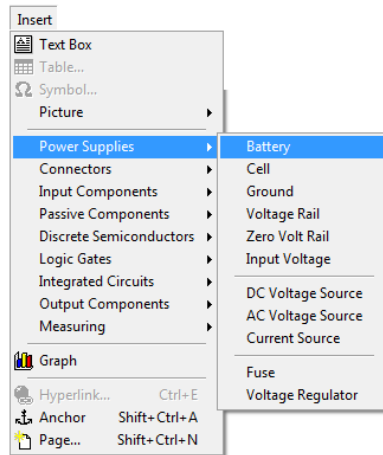 Insert
Text Box
Table...
Symbol...
Picture
Power Supplies
Connectors
Input Components
Passive Components
Discrete Semiconductors
Logic Gates
Integrated Circuits
Output Components
Measuring
Graph
Hyperlink... Ctrl+E
Anchor Shift+Ctrl+A
Page... Shift+Ctrl+N
Battery
Cell
Ground
Voltage Rail
Zero Volt Rail
Input Voltage
DC Voltage Source
AC Voltage Source
Current Source
Fuse
Voltage Regulator